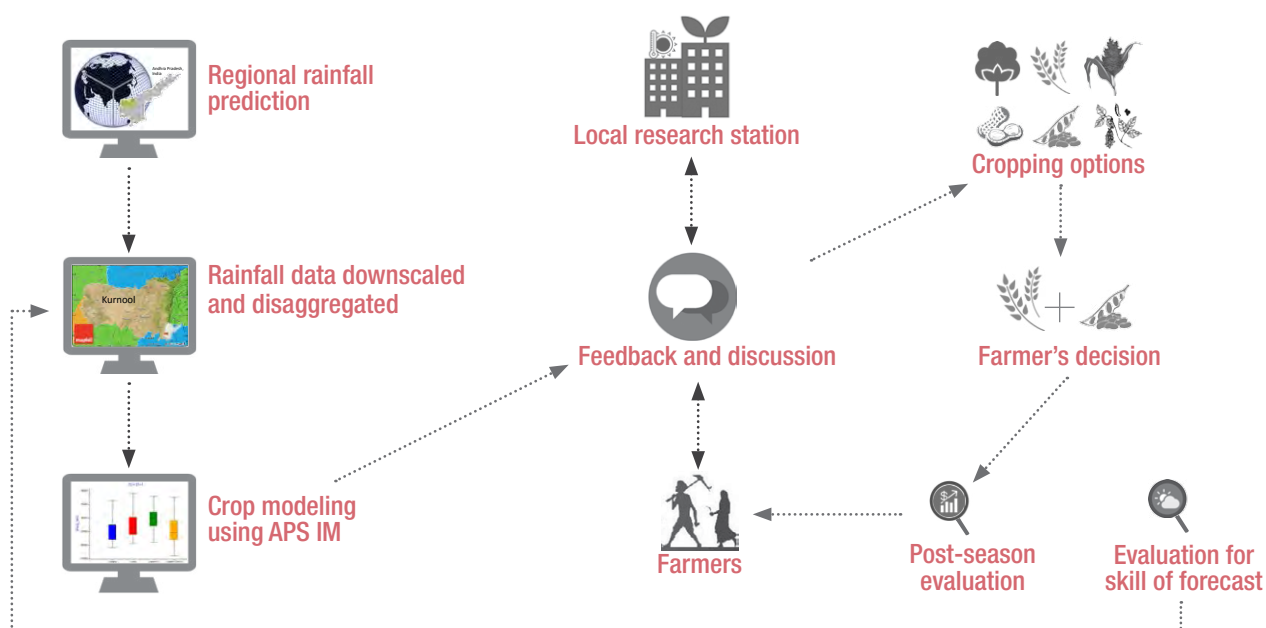 Andhra Pradesh,
India
Regional rainfall
prediction
Kurnool
Rainfall data downscaled
and disaggregated
Crop modeling
using APS IM
Local research station
Feedback and discussion
Farmers
Cropping options
Farmer's decision
Post-season
evaluation
Evaluation for
skill of forecast